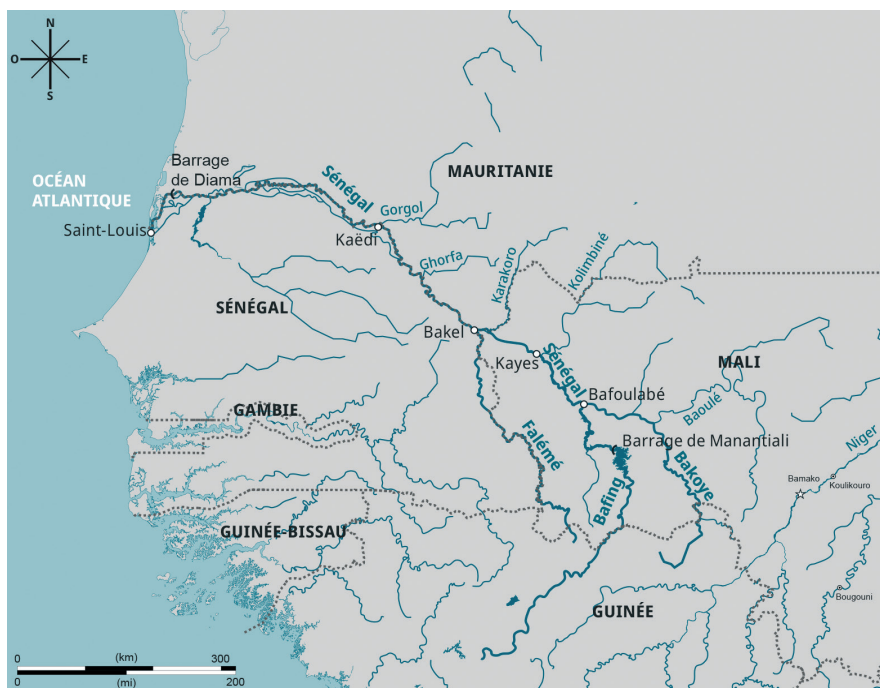 N
O
E
S
OCÉAN
ATLANTIQUE
Barrage
de Diama
Saint-Louis
Sénégal
MAURITANIE
Gorgol
Kaëdi
Ghorfa
Karakoro
Kolimbiné
SÉNÉGAL
Bakel
Kayes
Sénégal
MALI
Bafoulabé
Baoulé
GAMBIE
Falémé
Barrage de Manantiali
Bafing
Bakoye
Niger
Bamako
Koulikouro
GUINÉE-BISSAU
Bougouni
GUINÉE
0
(km)
300
0
(mi)
200